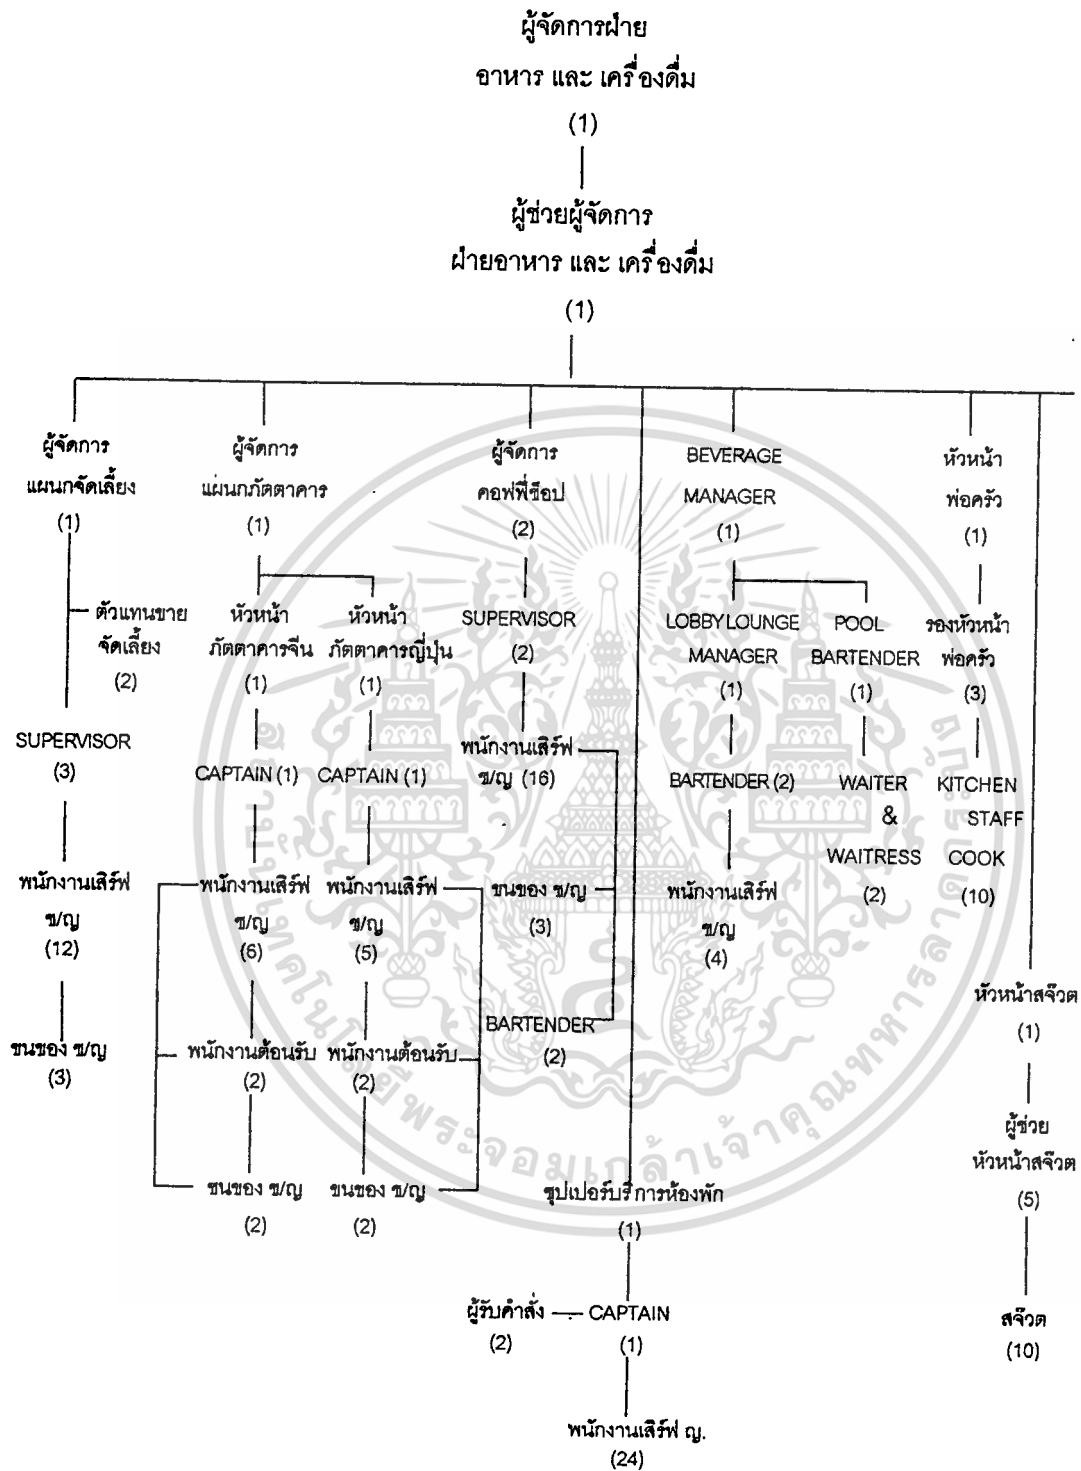 ผู้จัดการฝ่าย
อาหาร และ เครื่องดื่ม
(1)
ผู้ช่วยผู้จัดการ
ฝ่ายอาหาร และ เครื่องดื่ม
(1)
ผู้จัดการ
แผนกจัดเลี้ยง
(1)
ตัวแทนขาย
จัดเลี้ยง
(2)
SUPERVISOR
(3)
พนักงานเสิร์ฟ
ช/ญ
(12)
ขนของ ช/ญ
(3)
ผู้จัดการ
แผนกภัตตาคาร
(1)
หัวหน้า
ภัตตาคารจีน
(1)
CAPTAIN (1)
พนักงานเสิร์ฟ
ช/ญ
(6)
พนักงานต้อนรับ
(2)
ขนของ ช/ญ
(2)
หัวหน้า
ภัตตาคารญี่ปุ่น
(1)
CAPTAIN (1)
พนักงานเสิร์ฟ
ช/ญ
(5)
พนักงานต้อนรับ
(2)
ขนของ ช/ญ
(2)
ผู้จัดการ
คอฟฟี่ช็อป
(2)
SUPERVISOR
(2)
พนักงานเสิร์ฟ
ช/ญ (16)
ขนของ ช/ญ
(3)
BARTENDER
(2)
ซุปเปอร์บริการห้องพัก
(1)
ผู้รับคำสั่ง
(2)
CAPTAIN
(1)
พนักงานเสิร์ฟ ญ.
(24)
BEVERAGE
MANAGER
(1)
LOBBY LOUNGE
MANAGER
(1)
BARTENDER (2)
พนักงานเสิร์ฟ
ช/ญ
(4)
POOL
BARTENDER
(1)
WAITER
&
WAITRESS
(2)
หัวหน้า
พ่อครัว
(1)
รองหัวหน้า
พ่อครัว
(3)
KITCHEN
STAFF
COOK
(10)
หัวหน้าสจ๊วต
(1)
ผู้ช่วย
หัวหน้าสจ๊วต
(5)
สจ๊วต
(10)